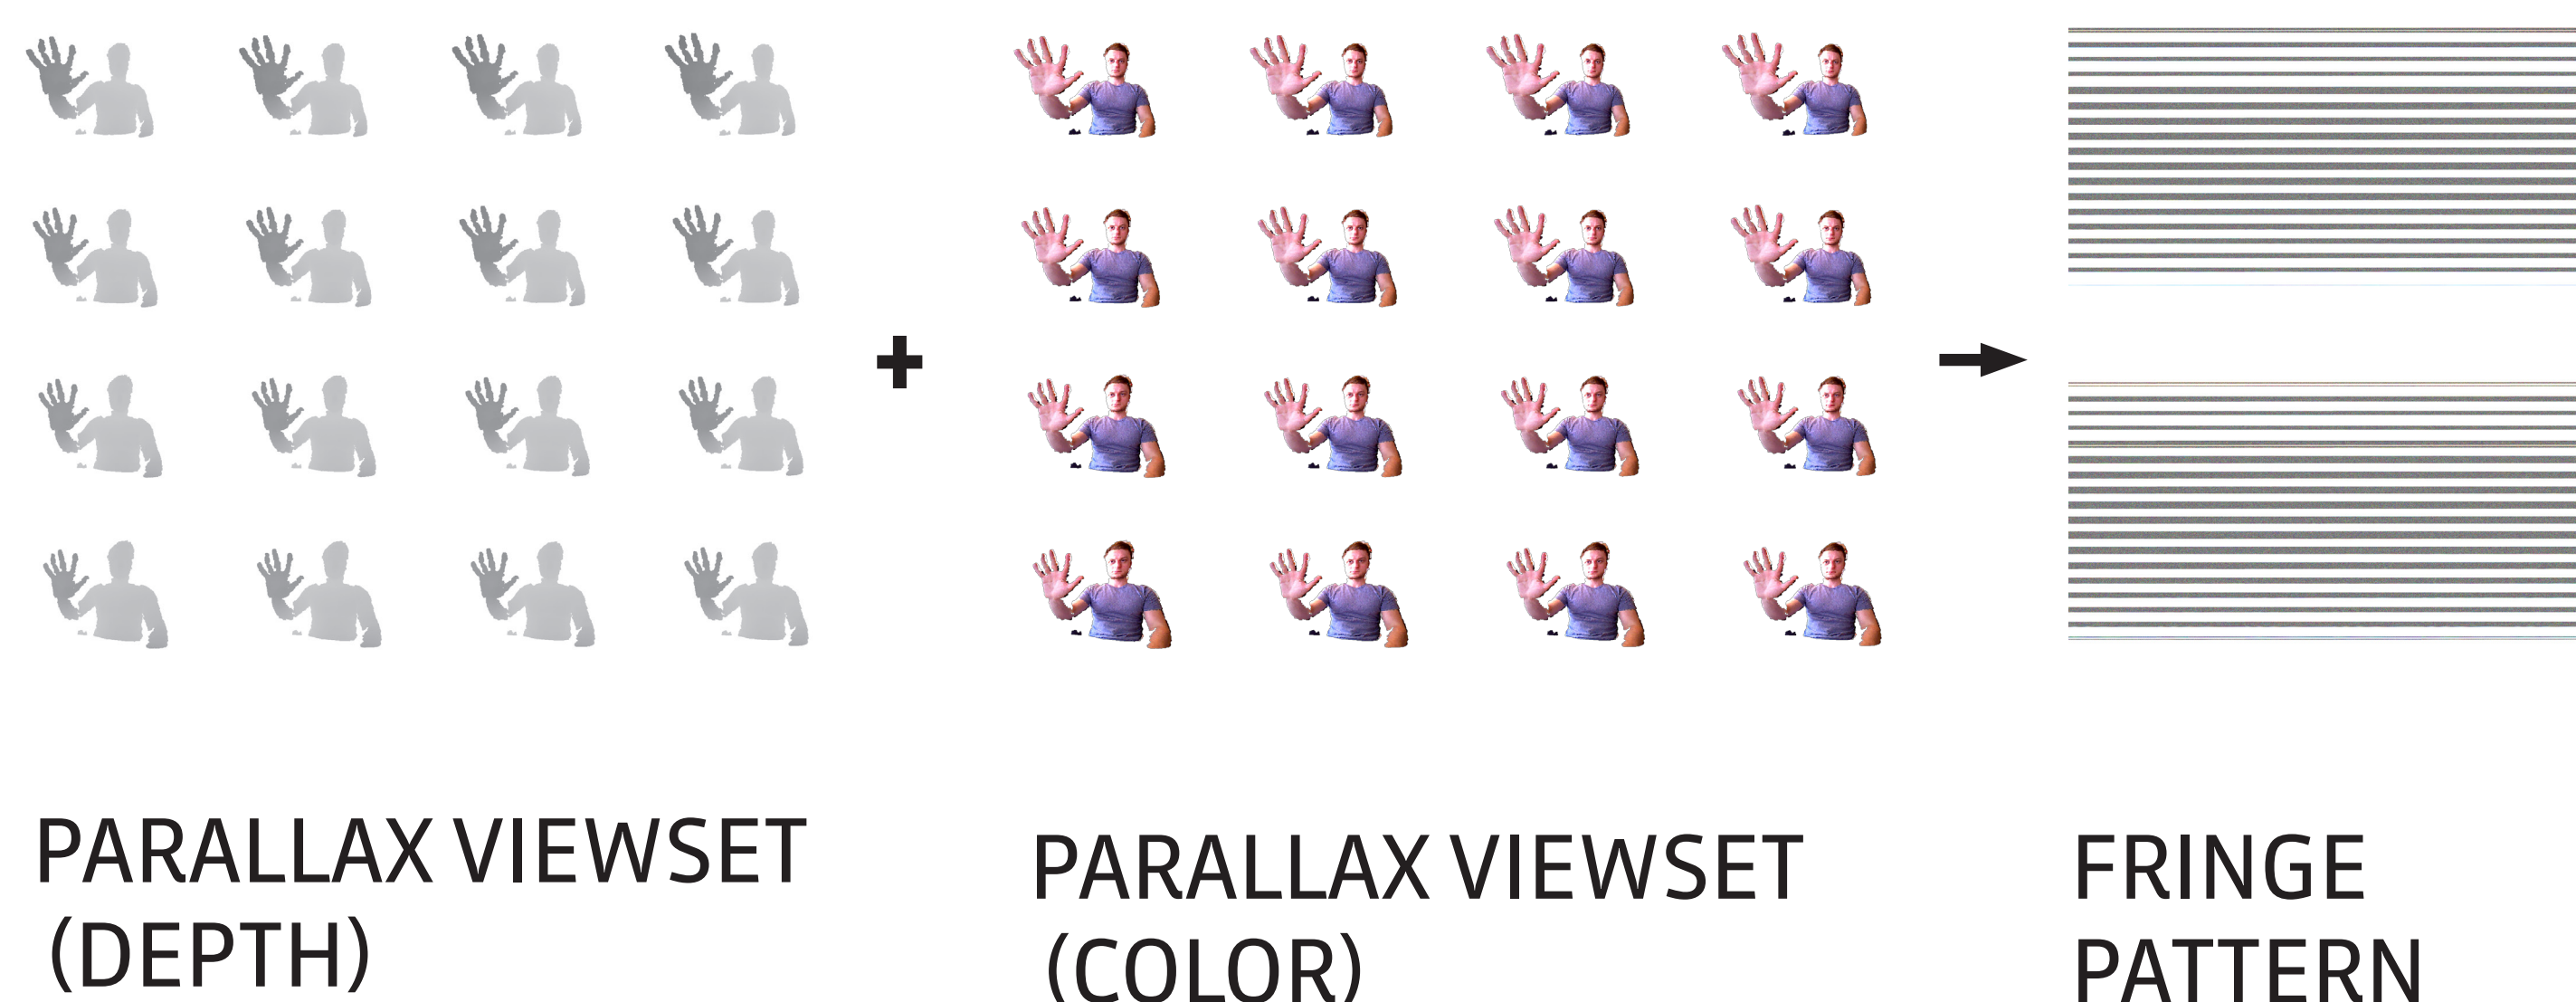 PARALLAX VIEWSET
(DEPTH)
PARALLAX VIEWSET
(COLOR)
FRINGE
PATTERN